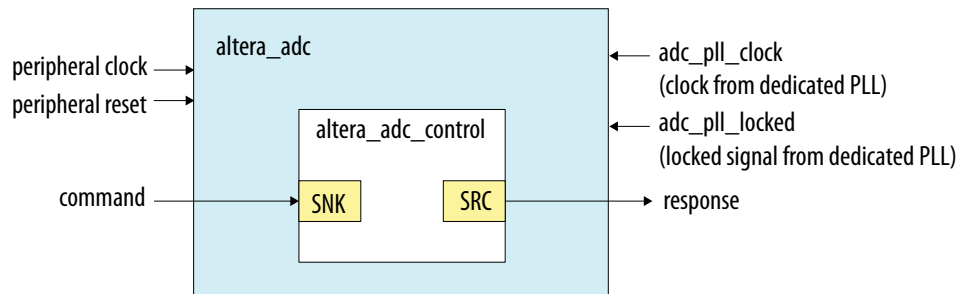 altera_adc
peripheral clock
peripheral reset
adc_pll_clock
(clock from dedicated PLL)
altera_adc_control
adc_pll_locked
(locked signal from dedicated PLL)
command
SNK
SRC
response